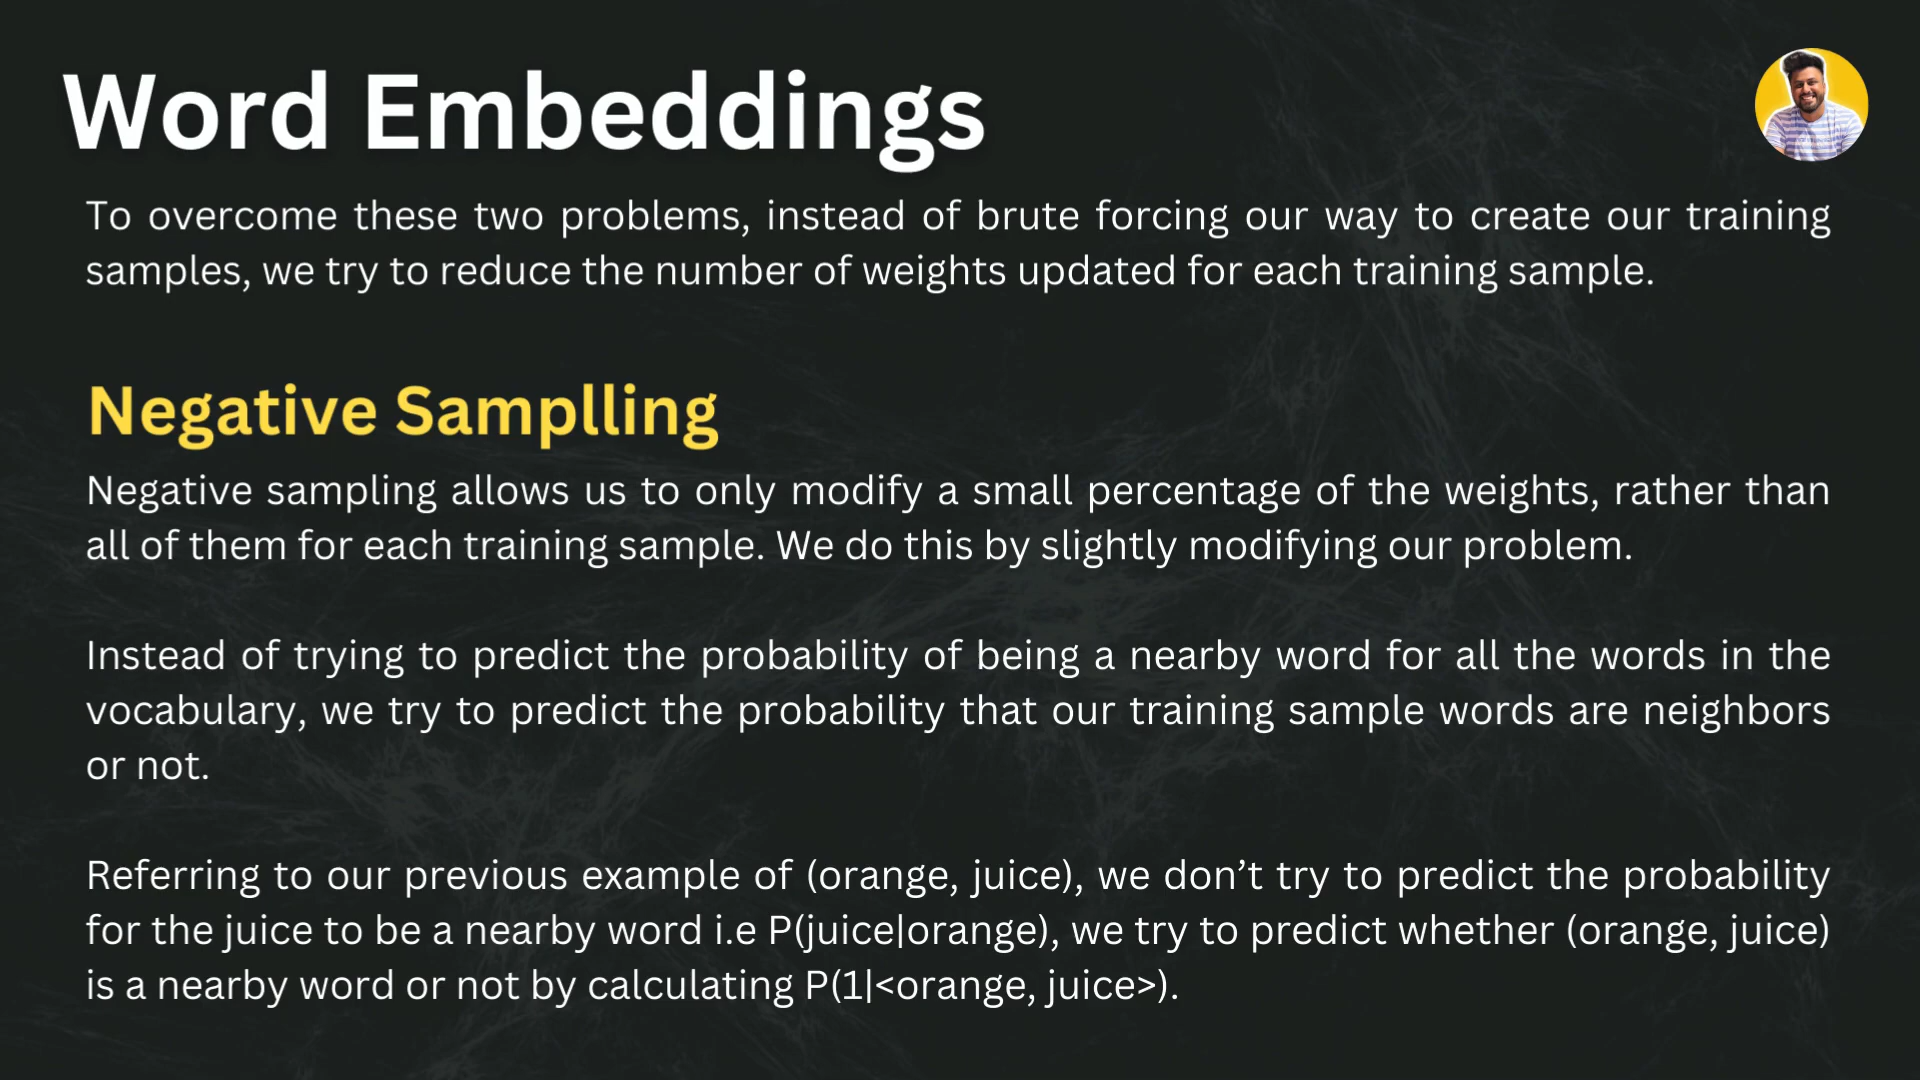 Word Embeddings
To overcome these two problems, instead of brute forcing our way to create our training
samples, we try to reduce the number of weights updated for each training sample.
Negative Samplling
Negative sampling allows us to only modify a small percentage of the weights, rather than
all of them for each training sample. We do this by slightly modifying our problem.
Instead of trying to predict the probability of being a nearby word for all the words in the
vocabulary, we try to predict the probability that our training sample words are neighbors
or not.
Referring to our previous example of (orange, juice), we don’t try to predict the probability
for the juice to be a nearby word i.e P(juice|orange), we try to predict whether (orange, juice)
is a nearby word or not by calculating P(1|<orange, juice>).